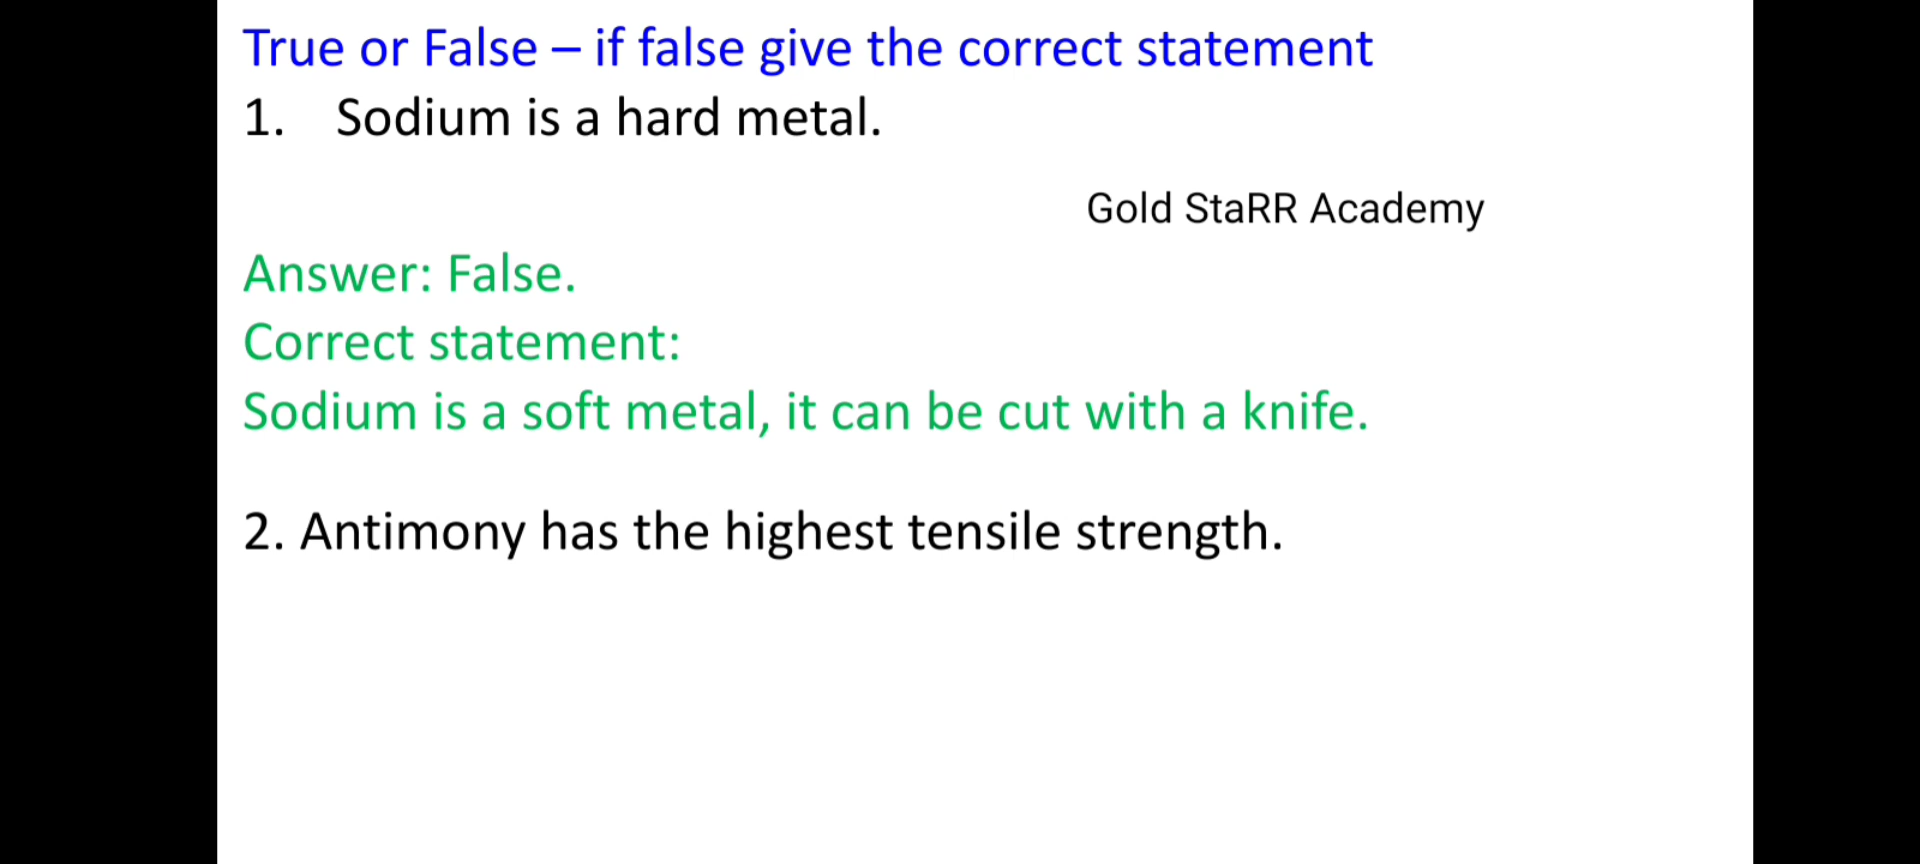 True or False – if false give the correct statement
1. Sodium is a hard metal.
Gold StaRR Academy
Answer: False.
Correct statement:
Sodium is a soft metal, it can be cut with a knife.
2. Antimony has the highest tensile strength.